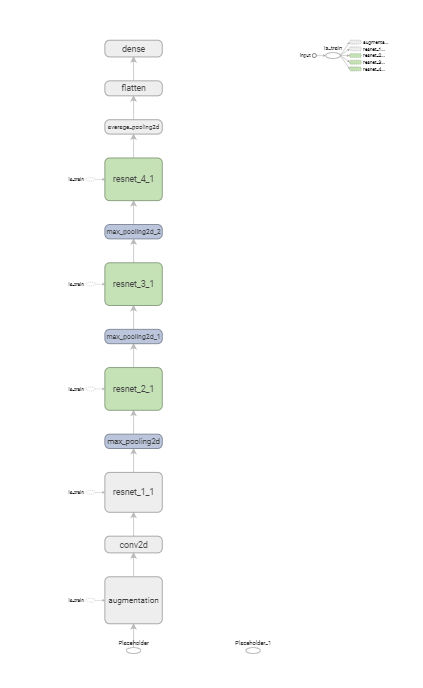 dense
flatten
average_pooling2d
is_train
resnet_4_1
max_pooling2d_2
is_train
resnet_3_1
max_pooling2d_1
is_train
resnet_2_1
max_pooling2d
is_train
resnet_1_1
conv2d
is_train
augmentation
Placeholder
Placeholder_1
input
is_train
augmenta...
resnet_1...
resnet_2...
resnet_3...
resnet_4...